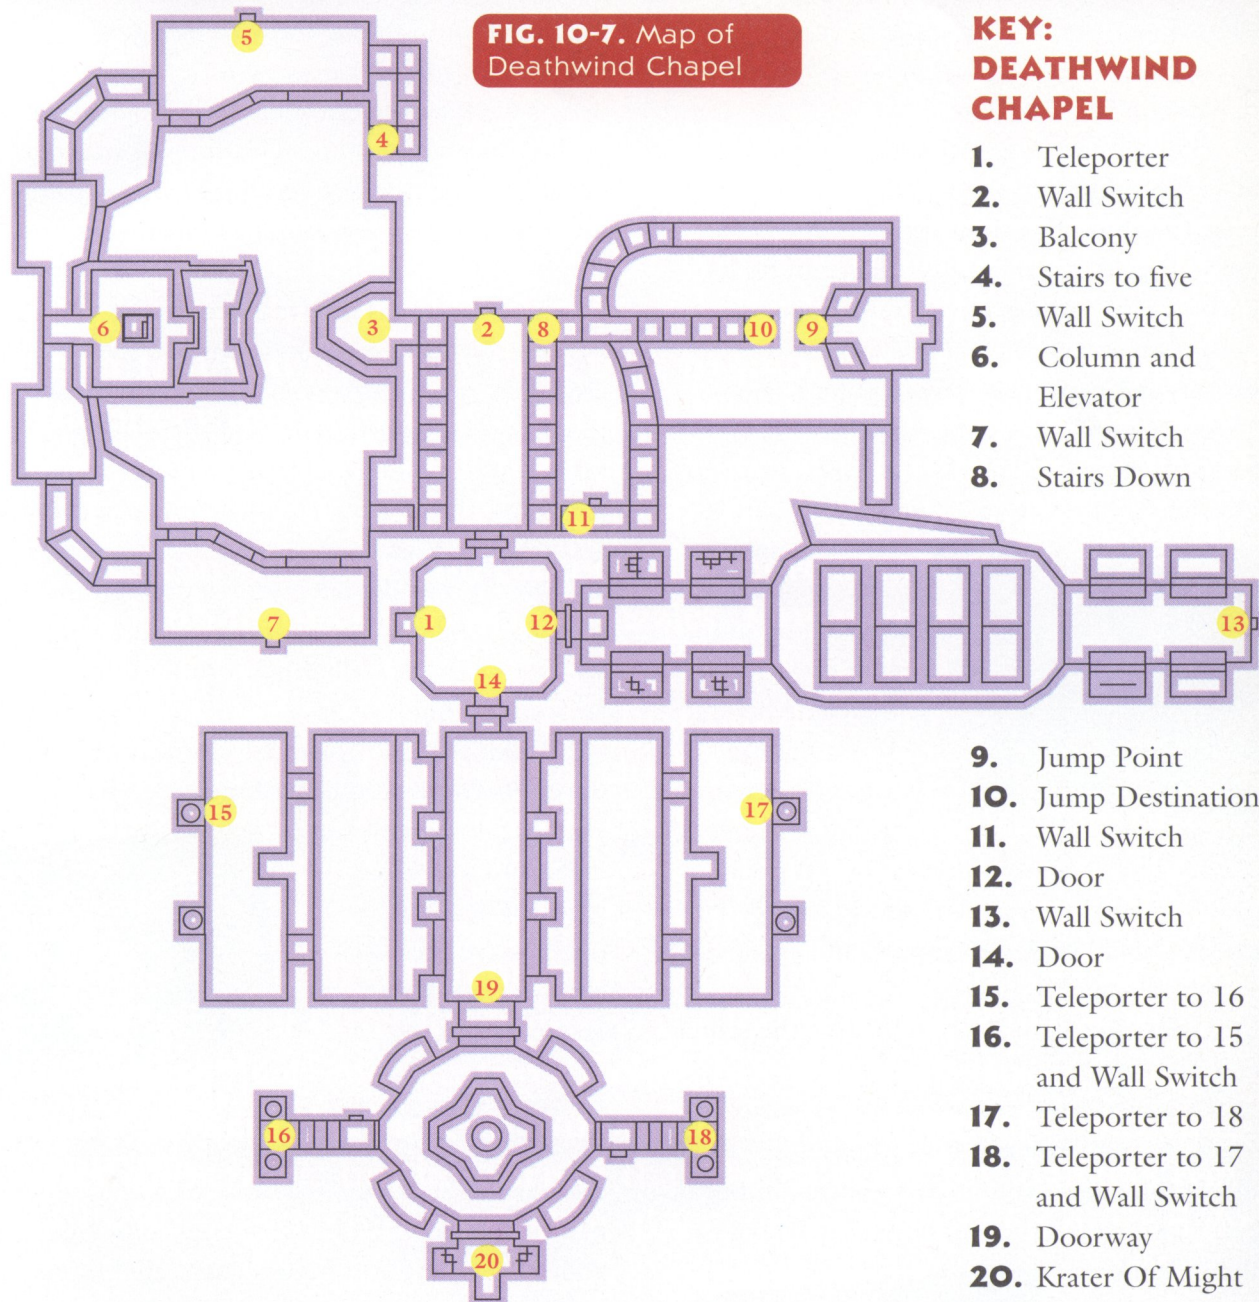 FIG. 10-7. Map of
Deathwind Chapel
KEY:
DEATHWIND
CHAPEL
1. Teleporter
2. Wall Switch
3. Balcony
4. Stairs to five
5. Wall Switch
6. Column and
Elevator
7. Wall Switch
8. Stairs Down
9. Jump Point
10. Jump Destination
11. Wall Switch
12. Door
13. Wall Switch
14. Door
15. Teleporter to 16
16. Teleporter to 15
and Wall Switch
17. Teleporter to 18
18. Teleporter to 17
and Wall Switch
19. Doorway
20. Krater Of Might
5
4
6
3
2
8
10
9
11
7
1
12
13
14
15
17
19
16
18
20